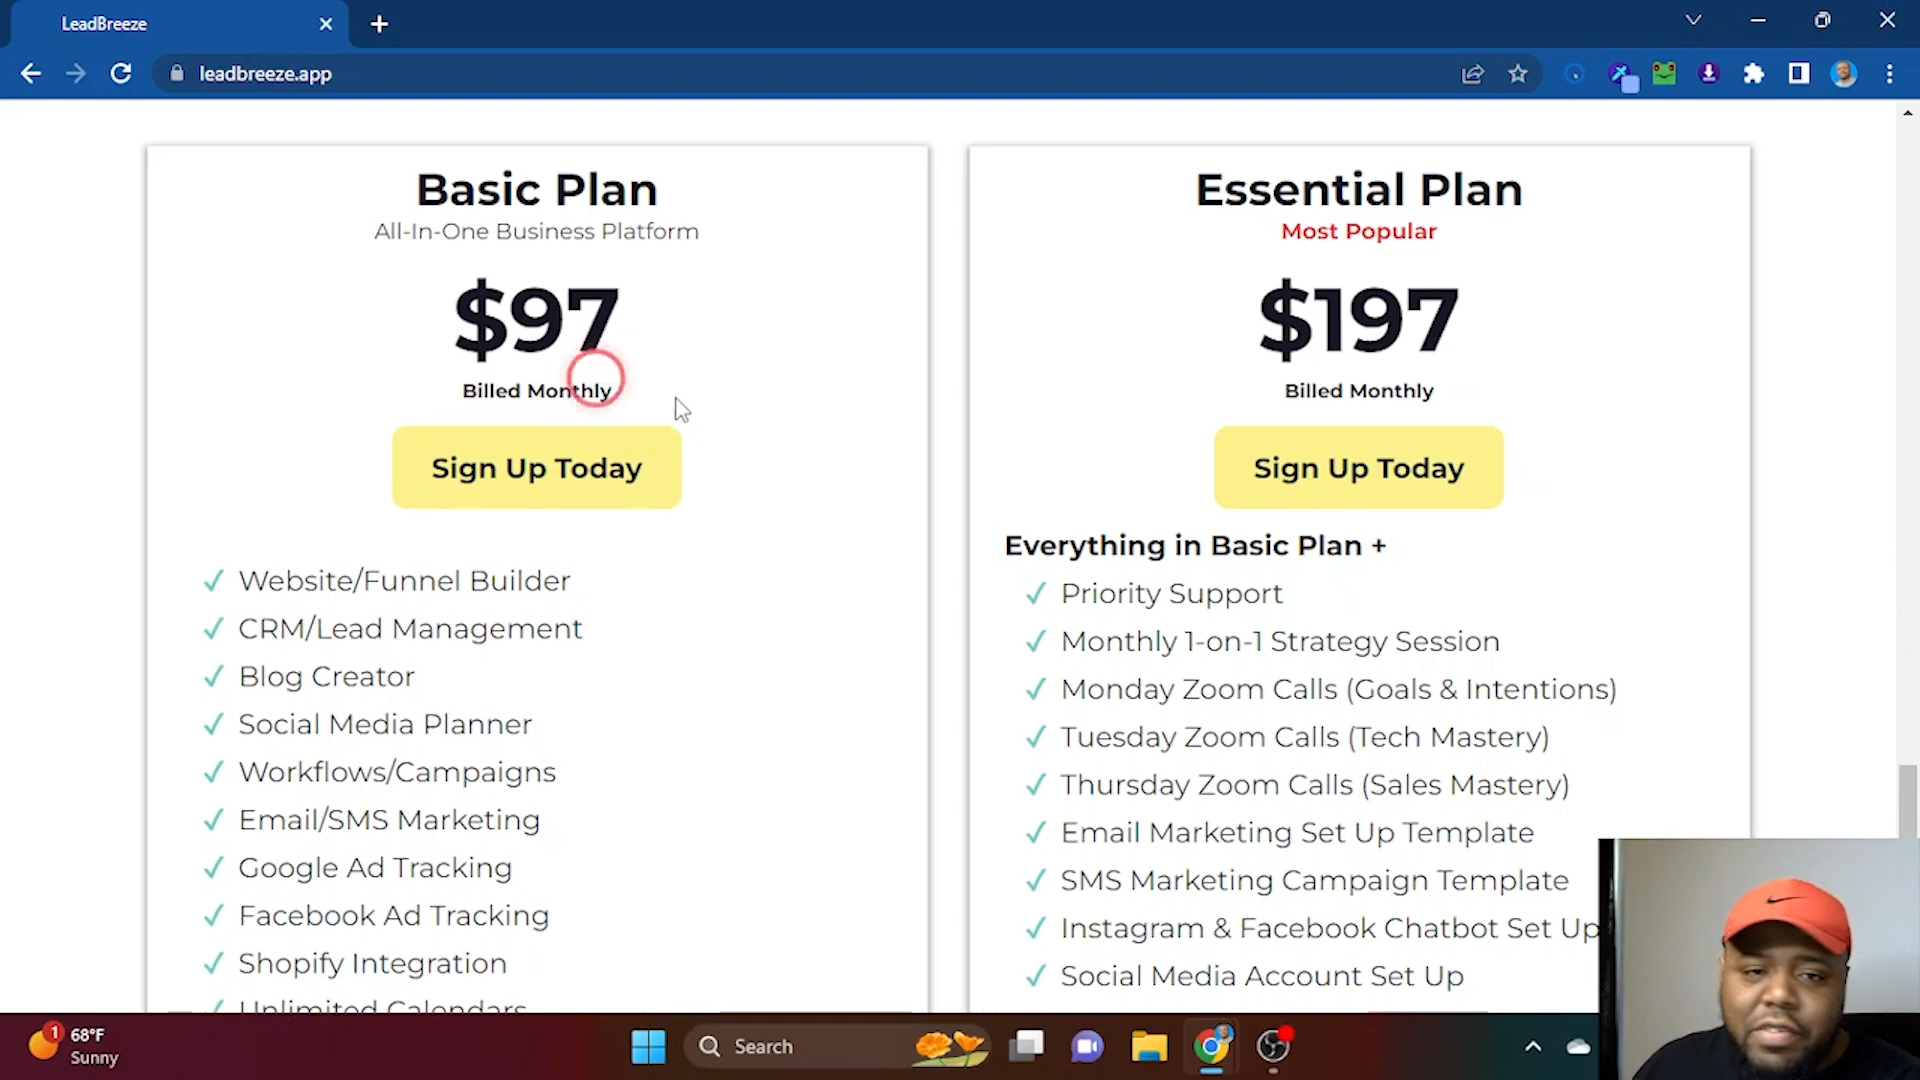 LeadBreeze
leadbreeze.app
Basic Plan
All-In-One Business Platform
$97
Billed Monthly
Sign Up Today
Website/Funnel Builder
CRM/Lead Management
Blog Creator
Social Media Planner
Workflows/Campaigns
Email/SMS Marketing
Google Ad Tracking
Facebook Ad Tracking
Shopify Integration
Unlimited Calendars
Essential Plan
Most Popular
$197
Billed Monthly
Sign Up Today
Everything in Basic Plan +
Priority Support
Monthly 1-on-1 Strategy Session
Monday Zoom Calls (Goals & Intentions)
Tuesday Zoom Calls (Tech Mastery)
Thursday Zoom Calls (Sales Mastery)
Email Marketing Set Up Template
SMS Marketing Campaign Template
Instagram & Facebook Chatbot Set Up
Social Media Account Set Up
1
68°F
Sunny
Search